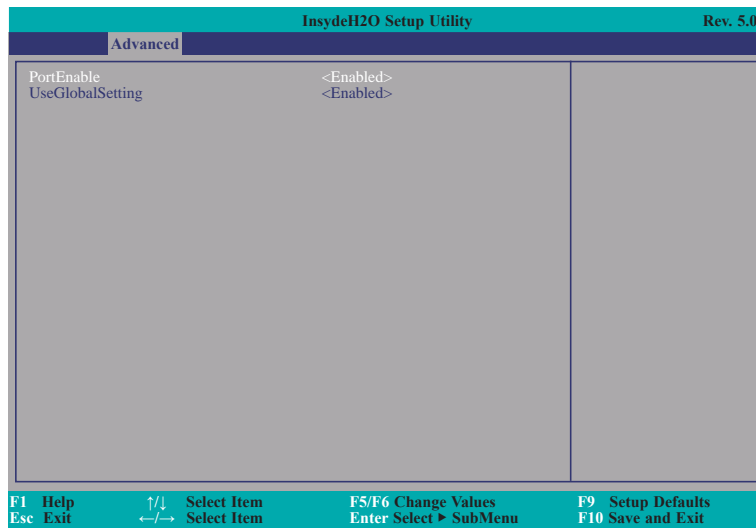 InsydeH2O Setup Utility Rev. 5.0
Advanced
PortEnable <Enabled>
UseGlobalSetting <Enabled>
F1 Help ↑/↓ Select Item F5/F6 Change Values F9 Setup Defaults
Esc Exit ←/→ Select Item Enter Select ▶ SubMenu F10 Save and Exit